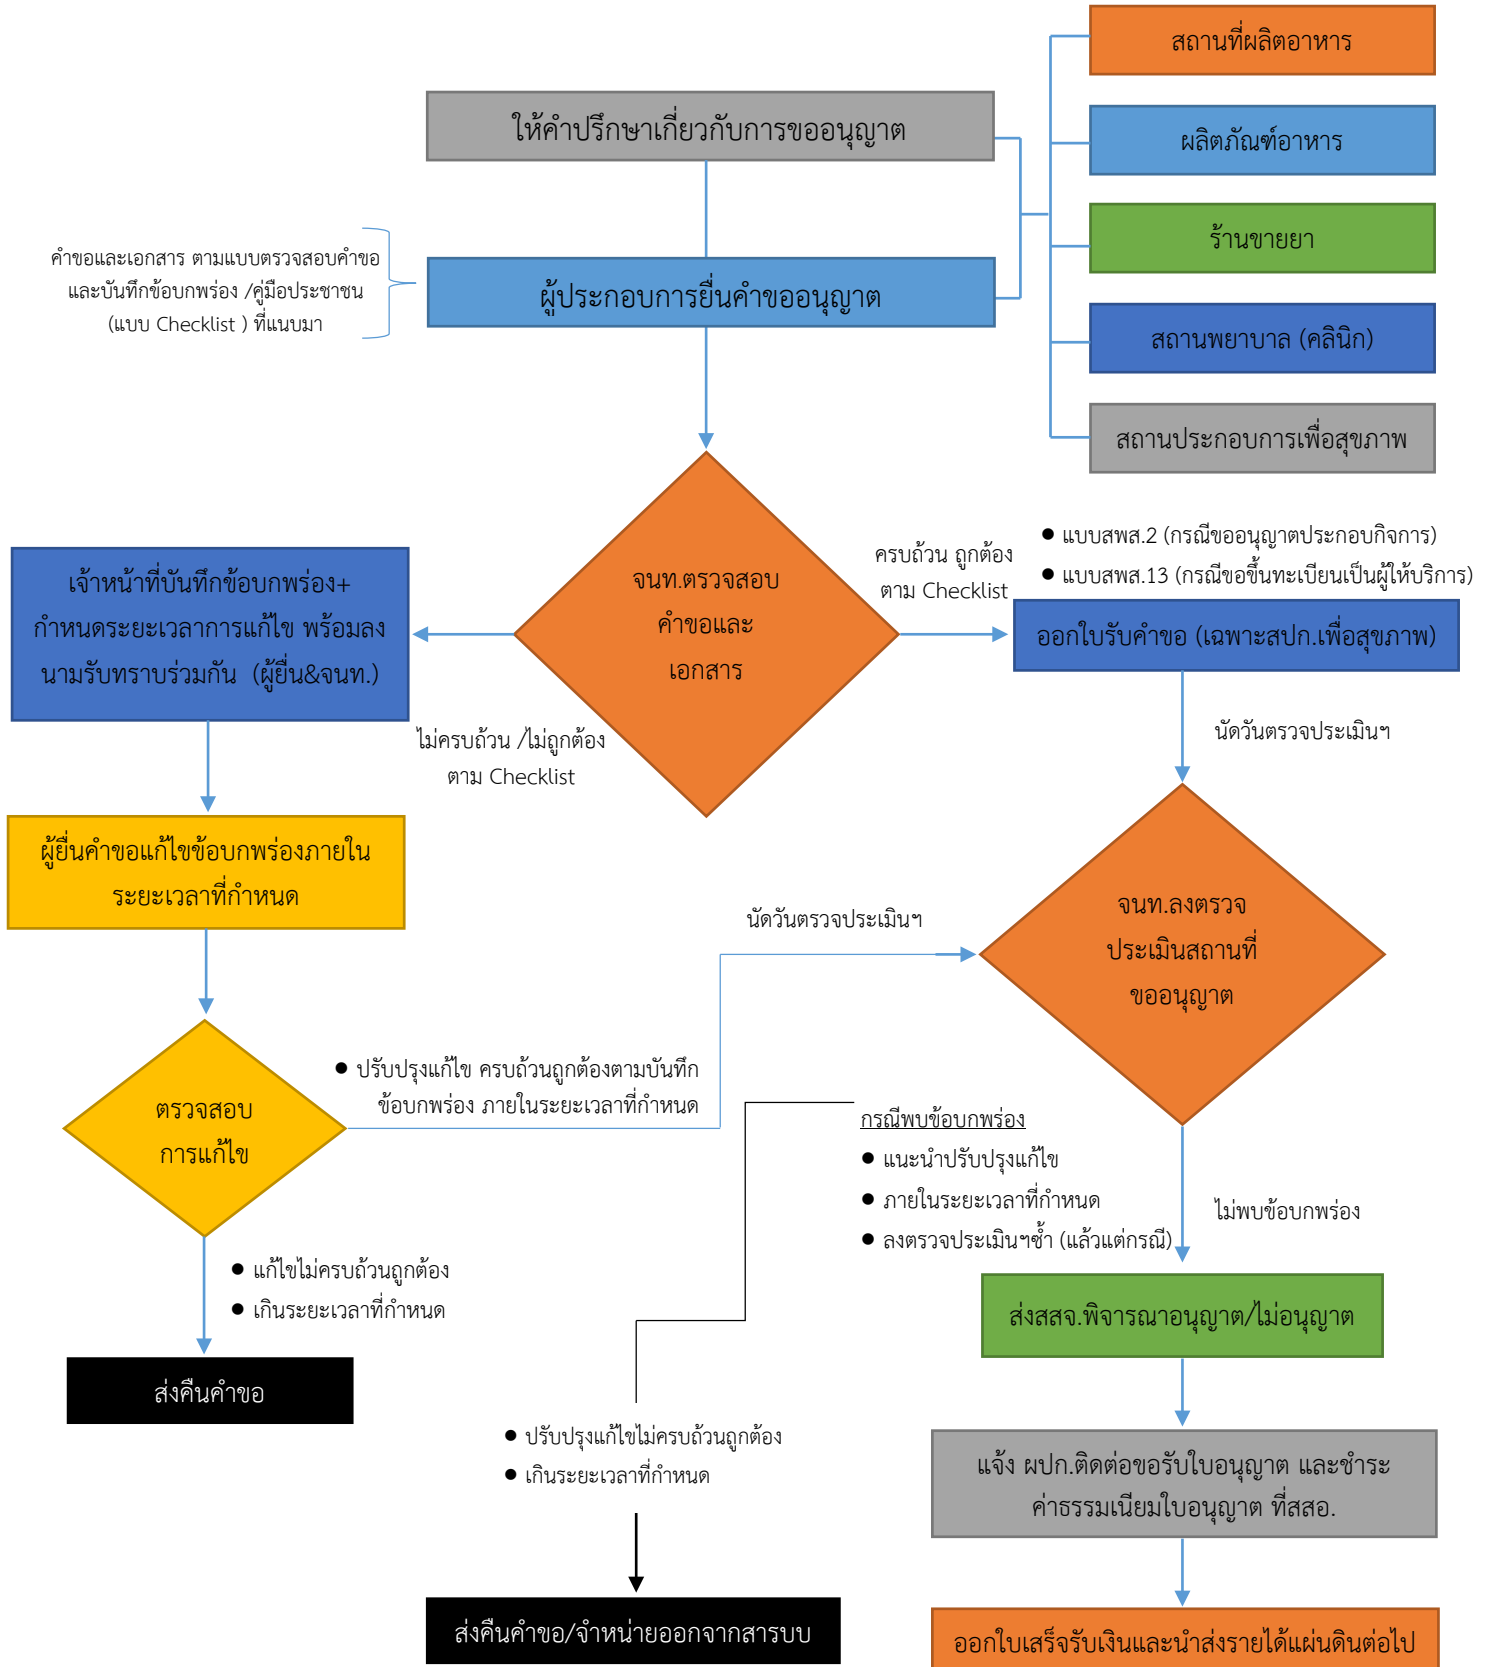 สถานที่ผลิตอาหาร
ให้คำปรึกษาเกี่ยวกับการขออนุญาต
ผลิตภัณฑ์อาหาร
ร้านขายยา
คำขอและเอกสาร ตามแบบตรวจสอบคำขอ
และบันทึกข้อบกพร่อง /คู่มือประชาชน
(แบบ Checklist ) ที่แนบมา
ผู้ประกอบการยื่นคำขออนุญาต
สถานพยาบาล (คลินิก)
สถานประกอบการเพื่อสุขภาพ
จนท.ตรวจสอบ
คำขอและ
เอกสาร
ครบถ้วน ถูกต้อง
ตาม Checklist
● แบบสพส.2 (กรณีขออนุญาตประกอบกิจการ)
● แบบสพส.13 (กรณีขอขึ้นทะเบียนเป็นผู้ให้บริการ)
ออกใบรับคำขอ (เฉพาะสปก.เพื่อสุขภาพ)
เจ้าหน้าที่บันทึกข้อบกพร่อง+
กำหนดระยะเวลาการแก้ไข พร้อมลง
นามรับทราบร่วมกัน (ผู้ยื่น&จนท.)
ไม่ครบถ้วน /ไม่ถูกต้อง
ตาม Checklist
นัดวันตรวจประเมินฯ
ผู้ยื่นคำขอแก้ไขข้อบกพร่องภายใน
ระยะเวลาที่กำหนด
นัดวันตรวจประเมินฯ
จนท.ลงตรวจ
ประเมินสถานที่
ขออนุญาต
ตรวจสอบ
การแก้ไข
● ปรับปรุงแก้ไข ครบถ้วนถูกต้องตามบันทึก
ข้อบกพร่อง ภายในระยะเวลาที่กำหนด
กรณีพบข้อบกพร่อง
● แนะนำปรับปรุงแก้ไข
● ภายในระยะเวลาที่กำหนด
● ลงตรวจประเมินฯซ้ำ (แล้วแต่กรณี)
ไม่พบข้อบกพร่อง
● แก้ไขไม่ครบถ้วนถูกต้อง
● เกินระยะเวลาที่กำหนด
ส่งสสจ.พิจารณาอนุญาต/ไม่อนุญาต
ส่งคืนคำขอ
● ปรับปรุงแก้ไขไม่ครบถ้วนถูกต้อง
● เกินระยะเวลาที่กำหนด
แจ้ง ผปก.ติดต่อขอรับใบอนุญาต และชำระ
ค่าธรรมเนียมใบอนุญาต ที่สสอ.
ส่งคืนคำขอ/จำหน่ายออกจากสารบบ
ออกใบเสร็จรับเงินและนำส่งรายได้แผ่นดินต่อไป